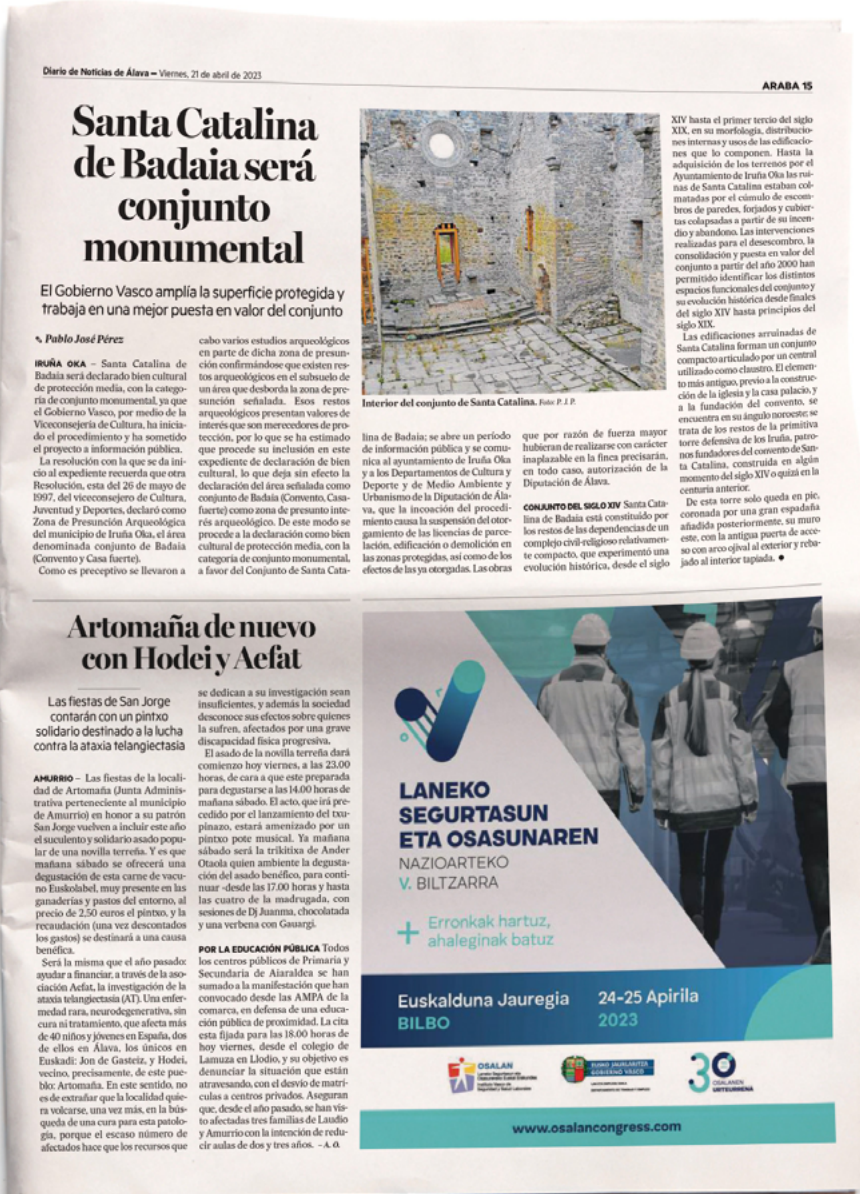 Diario de Noticias de Álava – Viernes, 21 de abril de 2023
ARABA 15
Santa Catalina
de Badaia será
conjunto
monumental
El Gobierno Vasco amplía la superficie protegida y
trabaja en una mejor puesta en valor del conjunto
Pablo José Pérez
IRUÑA OKA – Santa Catalina de
Badaia será declarado bien cultural
de protección media, con la catego-
ría de conjunto monumental, ya que
el Gobierno Vasco, por medio de la
Viceconsejería de Cultura, ha inicia-
do el procedimiento y ha sometido
el proyecto a información pública.
La resolución con la que se da ini-
cio al expediente recuerda que otra
Resolución, esta del 26 de mayo de
1997, del viceconsejero de Cultura,
Juventud y Deportes, declaró como
Zona de Presunción Arqueológica
del municipio de Iruña Oka, el área
denominada conjunto de Badaia
(Convento y Casa fuerte).
Como es preceptivo se llevaron a
cabo varios estudios arqueológicos
en parte de dicha zona de presun-
ción confirmándose que existen res-
tos arqueológicos en el subsuelo de
un área que desborda la zona de pre-
sunción señalada. Esos restos
arqueológicos presentan valores de
interés que son merecedores de pro-
tección, por lo que se ha estimado
que procede su inclusión en este
expediente de declaración de bien
cultural, lo que deja sin efecto la
declaración del área señalada como
conjunto de Badaia (Convento, Casa-
fuerte) como zona de presunto inte-
rés arqueológico. De este modo se
procede a la declaración como bien
cultural de protección media, con la
categoría de conjunto monumental,
a favor del Conjunto de Santa Cata-
Interior del conjunto de Santa Catalina. Foto: P. J. P.
lina de Badaia; se abre un período
de información pública y se comu-
nica al ayuntamiento de Iruña Oka
y a los Departamentos de Cultura y
Deporte y de Medio Ambiente y
Urbanismo de la Diputación de Ála-
va, que la incoación del procedi-
miento causa la suspensión del otor-
gamiento de las licencias de parce-
lación, edificación o demolición en
las zonas protegidas, así como de los
efectos de las ya otorgadas. Las obras
que por razón de fuerza mayor
hubieran de realizarse con carácter
inaplazable en la finca precisarán,
en todo caso, autorización de la
Diputación de Álava.
CONJUNTO DEL SIGLO XIV Santa Cata-
lina de Badaia está constituido por
los restos de las dependencias de un
complejo civil-religioso relativamen-
te compacto, que experimentó una
evolución histórica, desde el siglo
XIV hasta el primer tercio del siglo
XIX, en su morfología, distribucio-
nes internas y usos de las edificacio-
nes que lo componen. Hasta la
adquisición de los terrenos por el
Ayuntamiento de Iruña Oka las rui-
nas de Santa Catalina estaban col-
matadas por el cúmulo de escom-
bros de paredes, forjados y cubier-
tas colapsadas a partir de su incen-
dio y abandono. Las intervenciones
realizadas para el desescombro, la
consolidación y puesta en valor del
conjunto a partir del año 2000 han
permitido identificar los distintos
espacios funcionales del conjunto y
su evolución histórica desde finales
del siglo XIV hasta principios del
siglo XIX.
Las edificaciones arruinadas de
Santa Catalina forman un conjunto
compacto articulado por un central
utilizado como claustro. El elemen-
to más antiguo, previo a la construc-
ción de la iglesia y la casa palacio, y
a la fundación del convento, se
encuentra en su ángulo noroeste; se
trata de los restos de la primitiva
torre defensiva de los Iruña, patro-
nos fundadores del convento de San-
ta Catalina, construida en algún
momento del siglo XIV o quizá en la
centuria anterior.
De esta torre solo queda en pie,
coronada por una gran espadaña
añadida posteriormente, su muro
este, con la antigua puerta de acce-
so con arco ojival al exterior y reba-
jado al interior tapiada.
Artomaña de nuevo
con Hodei y Aefat
Las fiestas de San Jorge
contarán con un pintxo
solidario destinado a la lucha
contra la ataxia telangiectasia
AMURRIO – Las fiestas de la locali-
dad de Artomaña (Junta Adminis-
trativa perteneciente al municipio
de Amurrio) en honor a su patrón
San Jorge vuelven a incluir este año
el suculento y solidario asado popu-
lar de una novilla terreña. Y es que
mañana sábado se ofrecerá una
degustación de esta carne de vacu-
no Euskolabel, muy presente en las
ganaderías y pastos del entorno, al
precio de 2,50 euros el pintxo, y la
recaudación (una vez descontados
los gastos) se destinará a una causa
benéfica.
Será la misma que el año pasado:
ayudar a financiar, a través de la aso-
ciación Aefat, la investigación de la
ataxia telangiectasia (AT). Una enfer-
medad rara, neurodegenerativa, sin
cura ni tratamiento, que afecta más
de 40 niños y jóvenes en España, dos
de ellos en Álava, los únicos en
Euskadi: Jon de Gasteiz, y Hodei,
vecino, precisamente, de este pue-
blo: Artomaña. En este sentido, no
es de extrañar que la localidad quie-
ra volcarse, una vez más, en la bús-
queda de una cura para esta patolo-
gía, porque el escaso número de
afectados hace que los recursos que
se dedican a su investigación sean
insuficientes, y además la sociedad
desconoce sus efectos sobre quienes
la sufren, afectados por una grave
discapacidad física progresiva.
El asado de la novilla terreña dará
comienzo hoy viernes, a las 23.00
horas, de cara a que este preparada
para degustarse a las 14.00 horas de
mañana sábado. El acto, que irá pre-
cedido por el lanzamiento del txu-
pinazo, estará amenizado por un
pintxo pote musical. Ya mañana
sábado será la trikitixa de Ander
Otaola quien ambiente la degusta-
ción del asado benéfico, para conti-
nuar -desde las 17.00 horas y hasta
las cuatro de la madrugada, con
sesiones de Dj Juanma, chocolatada
y una verbena con Gauargi.
POR LA EDUCACIÓN PÚBLICA Todos
los centros públicos de Primaria y
Secundaria de Aiaraldea se han
sumado a la manifestación que han
convocado desde las AMPA de la
comarca, en defensa de una educa-
ción pública de proximidad. La cita
esta fijada para las 18.00 horas de
hoy viernes, desde el colegio de
Lamuza en Llodio, y su objetivo es
denunciar la situación que están
atravesando, con el desvío de matrí-
culas a centros privados. Aseguran
que, desde el año pasado, se han vis-
to afectadas tres familias de Laudio
y Amurrio con la intención de redu-
cir aulas de dos y tres años. – A. O.
LANEKO
SEGURTASUN
ETA OSASUNAREN
NAZIOARTEKO
V. BILTZARRA
+ Erronkak hartuz,
ahaleginak batuz
Euskalduna Jauregia
BILBO
24-25 Apirila
2023
OSALAN
Laneko Segurtasun eta
Osasunerako Euskal Erakundea
Instituto Vasco de
Seguridad y Salud Laborales
EUSKO JAURLARITZA
GOBIERNO VASCO
30
OSALANEN
URTEURRENA
www.osalancongress.com